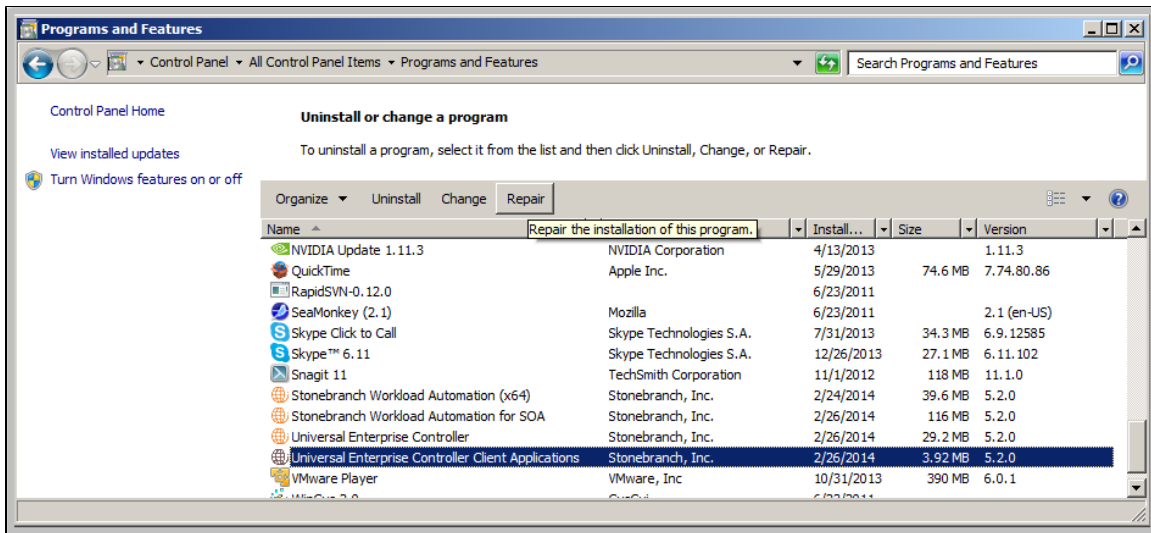 Programs and Features
Control Panel All Control Panel Items Programs and Features Search Programs and Features
Control Panel Home
Uninstall or change a program
View installed updates
To uninstall a program, select it from the list and then click Uninstall, Change, or Repair.
Turn Windows features on or off
Organize Uninstall Change Repair
Name Repair the installation of this program. Install... Size Version
NVIDIA Update 1.11.3 NVIDIA Corporation 4/13/2013 1.11.3
QuickTime Apple Inc. 5/29/2013 74.6 MB 7.74.80.86
RapidSVN-0.12.0 6/23/2011
SeaMonkey (2.1) Mozilla 6/23/2011 2.1 (en-US)
Skype Click to Call Skype Technologies S.A. 7/31/2013 34.3 MB 6.9.12585
Skype™ 6.11 Skype Technologies S.A. 12/26/2013 27.1 MB 6.11.102
Snagit 11 TechSmith Corporation 11/1/2012 118 MB 11.1.0
Stonebranch Workload Automation (x64) Stonebranch, Inc. 2/24/2014 39.6 MB 5.2.0
Stonebranch Workload Automation for SOA Stonebranch, Inc. 2/26/2014 116 MB 5.2.0
Universal Enterprise Controller Stonebranch, Inc. 2/26/2014 29.2 MB 5.2.0
Universal Enterprise Controller Client Applications Stonebranch, Inc. 2/26/2014 3.92 MB 5.2.0
VMware Player VMware, Inc 10/31/2013 390 MB 6.0.1